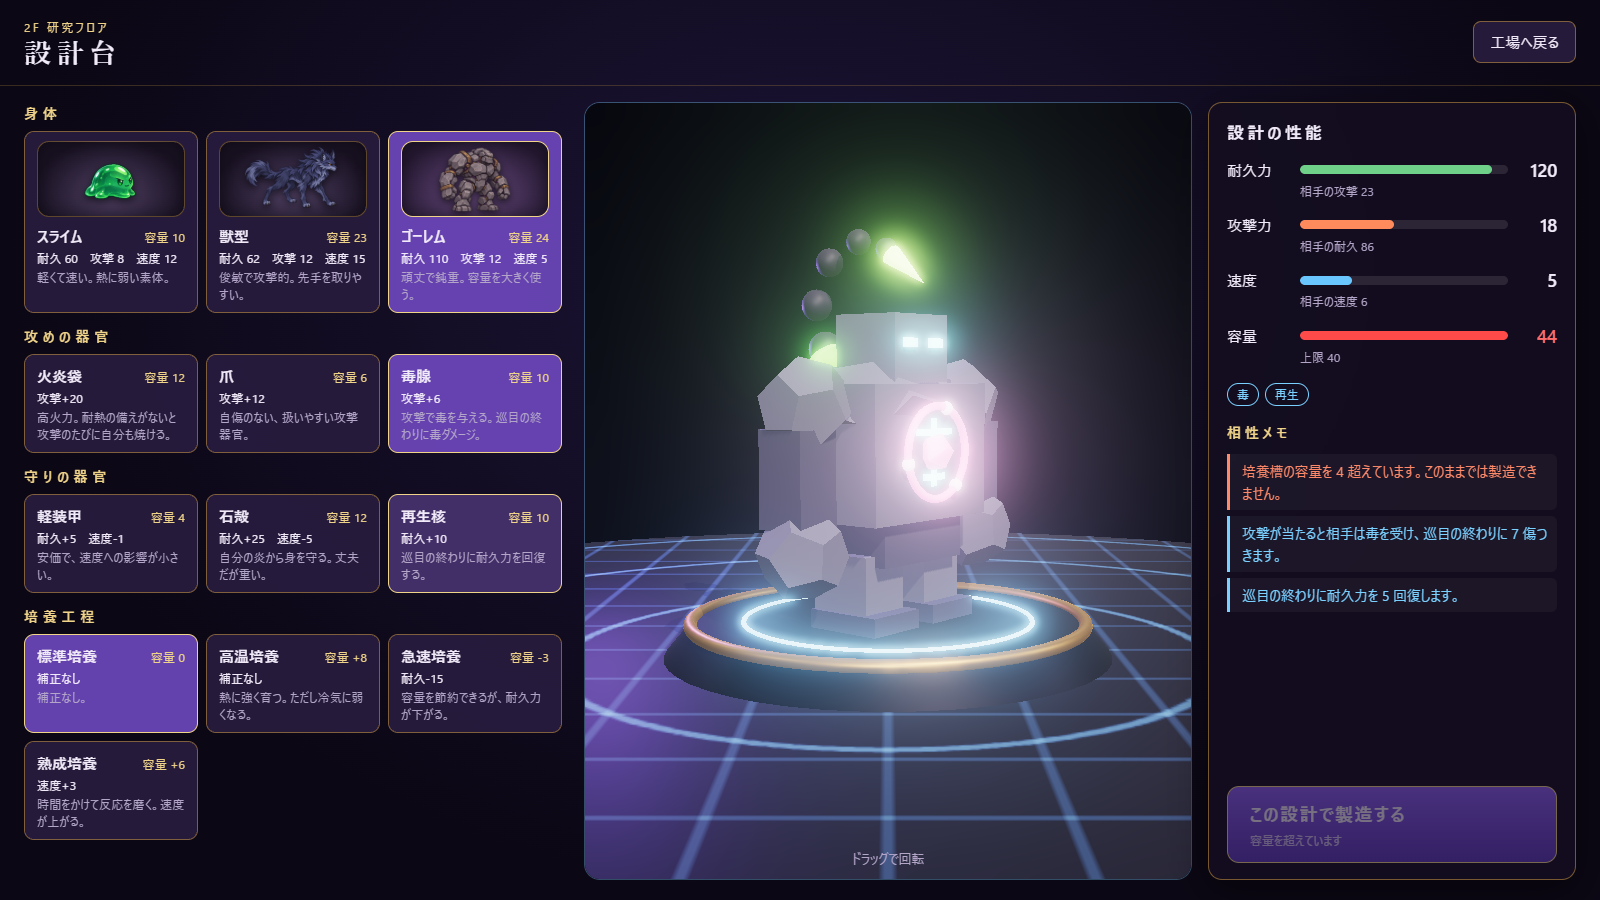 2F 研究フロア
設計台
工場へ戻る
身体
スライム 容量 10
耐久 60 攻撃 8 速度 12
軽くて速い。熱に弱い素体。
獣型 容量 23
耐久 62 攻撃 12 速度 15
俊敏で攻撃的。先手を取りや
すい。
ゴーレム 容量 24
耐久 110 攻撃 12 速度 5
頑丈で鈍重。容量を大きく使
う。
攻めの器官
火炎袋 容量 12
攻撃+20
高火力。耐熱の備えがないと
攻撃のたびに自分も焼ける。
爪 容量 6
攻撃+12
自傷のない、扱いやすい攻撃
器官。
毒腺 容量 10
攻撃+6
攻撃で毒を与える。巡目の終
わりに毒ダメージ。
守りの器官
軽装甲 容量 4
耐久+5 速度-1
安価で、速度への影響が小さ
い。
石殻 容量 12
耐久+25 速度-5
自分の炎から身を守る。丈夫
だが重い。
再生核 容量 10
耐久+10
巡目の終わりに耐久力を回復
する。
培養工程
標準培養 容量 0
補正なし
補正なし。
高温培養 容量 +8
補正なし
熱に強く育つ。ただし冷気に弱
くなる。
急速培養 容量 -3
耐久-15
容量を節約できるが、耐久力
が下がる。
熟成培養 容量 +6
速度+3
時間をかけて反応を磨く。速度
が上がる。
ドラッグで回転
設計の性能
耐久力 120
相手の攻撃 23
攻撃力 18
相手の耐久 86
速度 5
相手の速度 6
容量 44
上限 40
毒 再生
相性メモ
培養槽の容量を 4 超えています。このままでは製造でき
ません。
攻撃が当たると相手は毒を受け、巡目の終わりに 7 傷つ
きます。
巡目の終わりに耐久力を 5 回復します。
この設計で製造する
容量を超えています